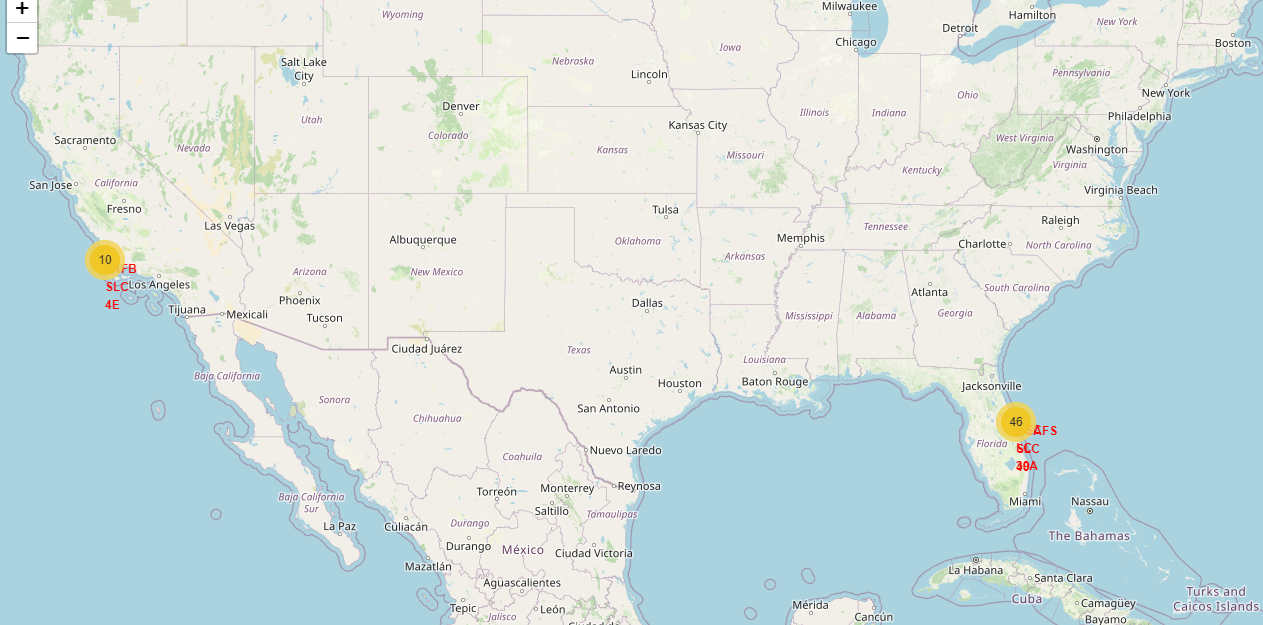 +
−
Wyoming
Milwaukee
Hamilton
New York
Detroit
Chicago
Boston
Iowa
Salt Lake
City
Nebraska
Lincoln
Pennsylvania
New York
Ohio
Denver
Illinois
Indiana
Philadelphia
Utah
Kansas City
Colorado
Sacramento
West Virginia
Nevada
Kansas
Missouri
Washington
Virginia
Kentucky
San Jose
California
Virginia Beach
Fresno
Tulsa
Las Vegas
Raleigh
Tennessee
Albuquerque
Oklahoma
Memphis
Charlotte
North Carolina
10
FB
Arizona
New Mexico
Arkansas
SLC
Los Angeles
4E
South Carolina
Atlanta
Phoenix
Dallas
Tijuana
Mexicali
Tucson
Mississippi
Alabama
Georgia
Ciudad Juárez
Texas
Louisiana
Austin
Baja California
Houston
Baton Rouge
Jacksonville
Sonora
San Antonio
Chihuahua
46
AFS
Florida
SLC
Nuevo Laredo
Coahuila
Monterrey
Reynosa
Torreón
Baja California
Sur
Miami
Nassau
Saltillo
Tamaulipas
La Paz
Culiacán
Durango
The Bahamas
Durango
México
Ciudad Victoria
Mazatlán
La Habana
Santa Clara
Aguascalientes
Turks and
Caicos Islands
Cuba
Camagüey
Tepic
León
Mérida
Jalisco
Cancún
Bayamo